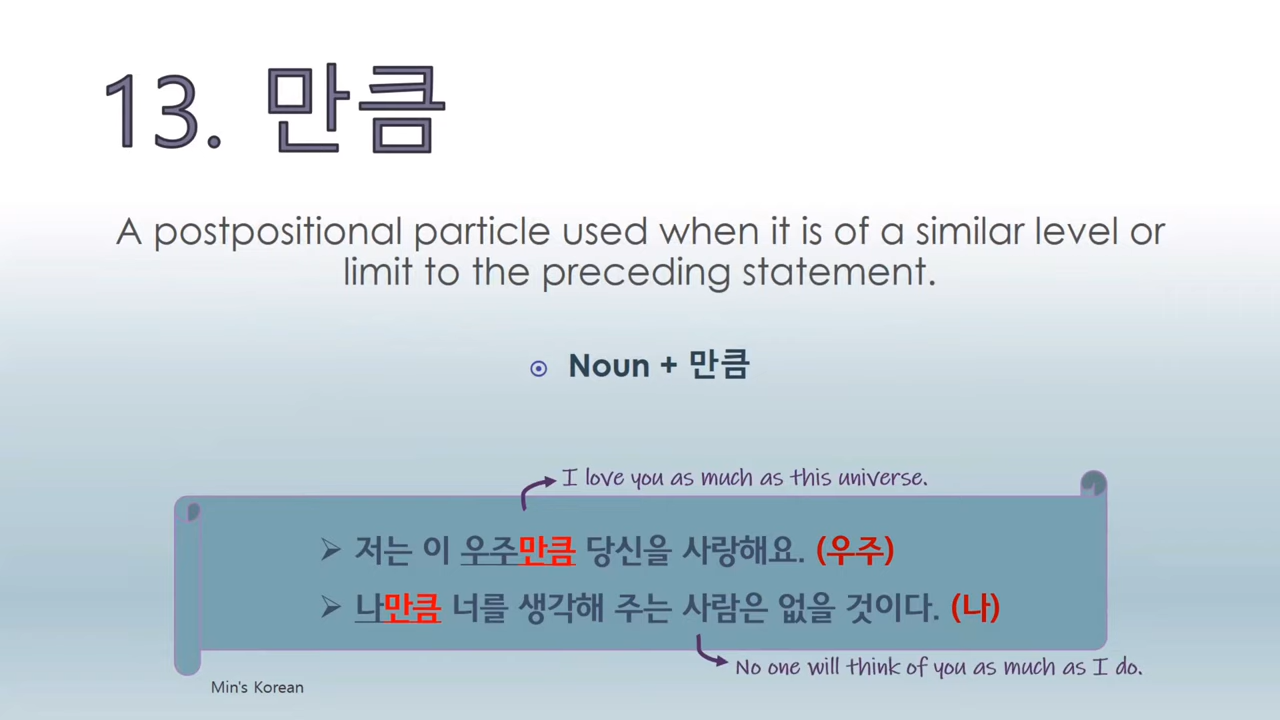 13. 만큼
A postpositional particle used when it is of a similar level or
limit to the preceding statement.
Noun + 만큼
I love you as much as this universe.
저는 이 우주만큼 당신을 사랑해요. (우주)
나만큼 너를 생각해 주는 사람은 없을 것이다. (나)
No one will think of you as much as I do.
Min's Korean